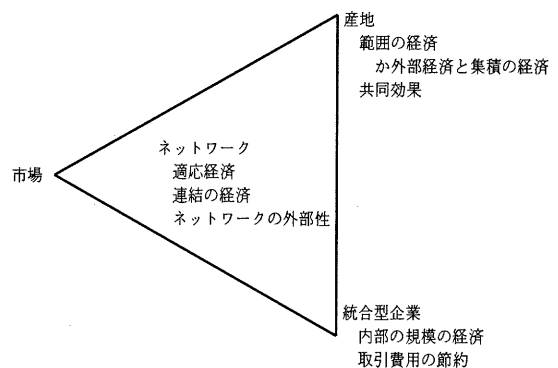 産地
範囲の経済
か外部経済と集積の経済
共同効果
市場
ネットワーク
適応経済
連結の経済
ネットワークの外部性
統合型企業
内部の規模の経済
取引費用の節約